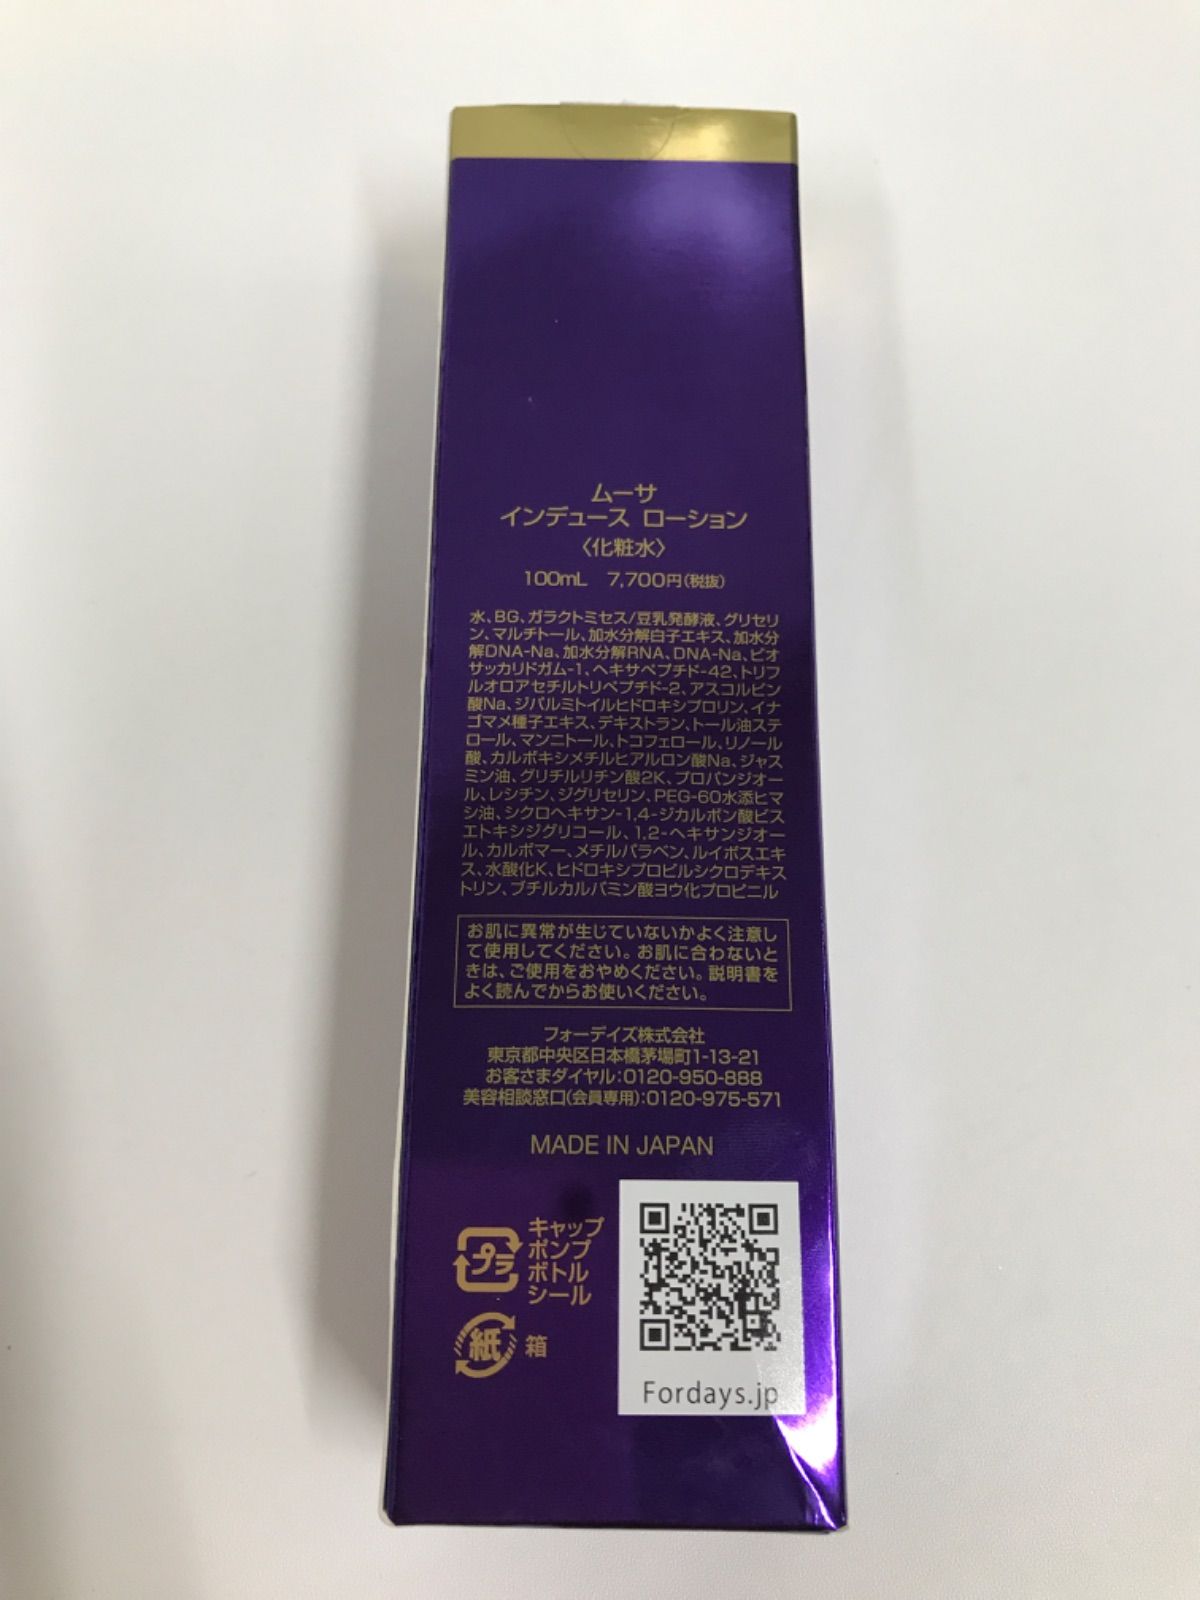 ムーサ
インデュース ローション
〈化粧水〉
100mL 7,700円(税抜)
水、BG、ガラクトミセス/豆乳発酵液、グリセリ
ン、マルチトール、加水分解白子エキス、加水分
解DNA-Na、加水分解RNA、DNA-Na、ビオ
サッカリドガム-1、ヘキサペプチド-42、トリフ
ルオロアセチルトリペプチド-2、アスコルビン
酸Na、ジパルミトイルヒドロキシプロリン、イナ
ゴマメ種子エキス、デキストラン、トール油ステ
ロール、マンニトール、トコフェロール、リノール
酸、カルボキシメチルヒアルロン酸Na、ジャス
ミン油、グリチルリチン酸2K、プロパンジオー
ル、レシチン、ジグリセリン、PEG-60水添ヒマ
シ油、シクロヘキサン-1,4-ジカルボン酸ビス
エトキシジグリコール、1,2-ヘキサンジオー
ル、カルボマー、メチルパラベン、ルイボスエキ
ス、水酸化K、ヒドロキシプロピルシクロデキス
トリン、ブチルカルバミン酸ヨウ化プロピニル
お肌に異常が生じていないかよく注意し
て使用してください。お肌に合わないと
きは、ご使用をおやめください。説明書を
よく読んでからお使いください。
フォーデイズ株式会社
東京都中央区日本橋茅場町1-13-21
お客さまダイヤル:0120-950-888
美容相談窓口(会員専用):0120-975-571
MADE IN JAPAN
プラ
キャップ
ポンプ
ボトル
シール
紙 箱
Fordays.jp